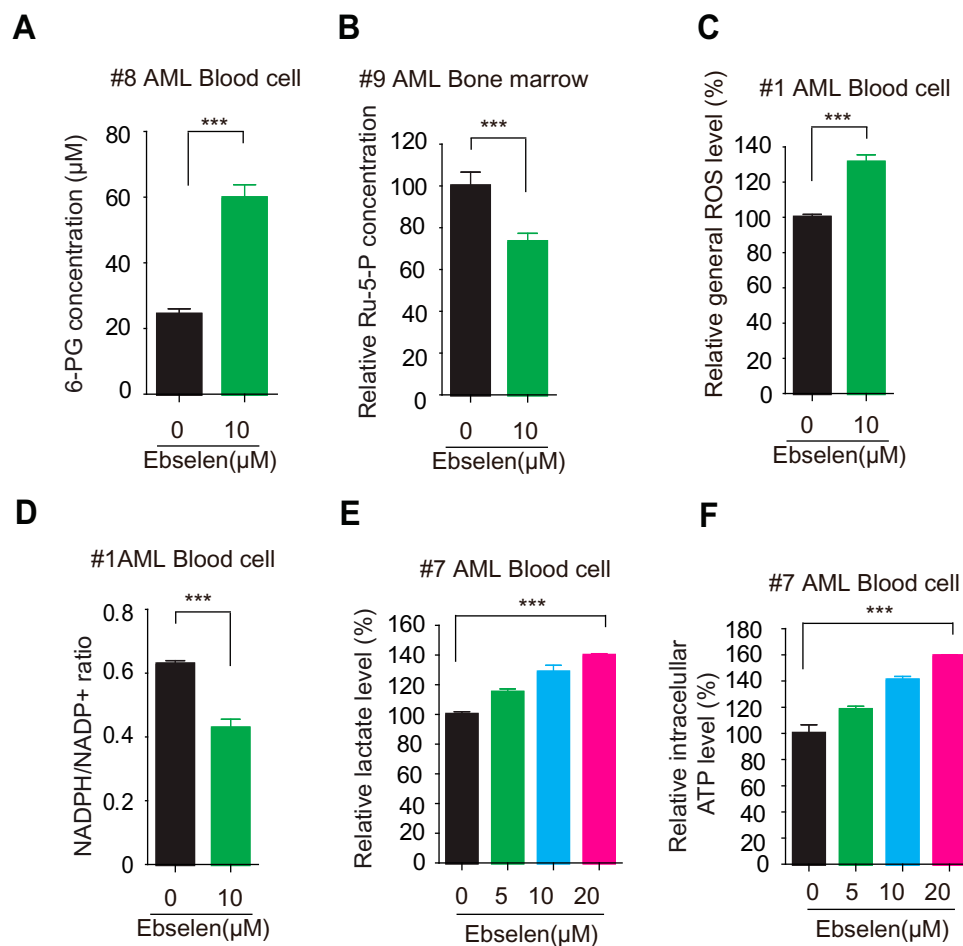 A
#8 AML Blood cell
6-PG concentration (µM)
***
80
60
40
20
0
0 10
Ebselen(µM)
B
#9 AML Bone marrow
Relative Ru-5-P concentration
***
120
100
80
60
40
20
0
0 10
Ebselen(µM)
C
#1 AML Blood cell
Relative general ROS level (%)
***
140
120
100
80
60
40
20
0
0 10
Ebselen(µM)
D
#1AML Blood cell
NADPH/NADP+ ratio
***
0.8
0.6
0.4
0.2
0
0 10
Ebselen(µM)
E
#7 AML Blood cell
Relative lactate level (%)
***
160
140
120
100
80
60
40
20
0
0 5 10 20
Ebselen(µM)
F
#7 AML Blood cell
Relative intracelullar
ATP level (%)
***
180
160
140
120
100
80
60
40
20
0
0 5 10 20
Ebselen(µM)